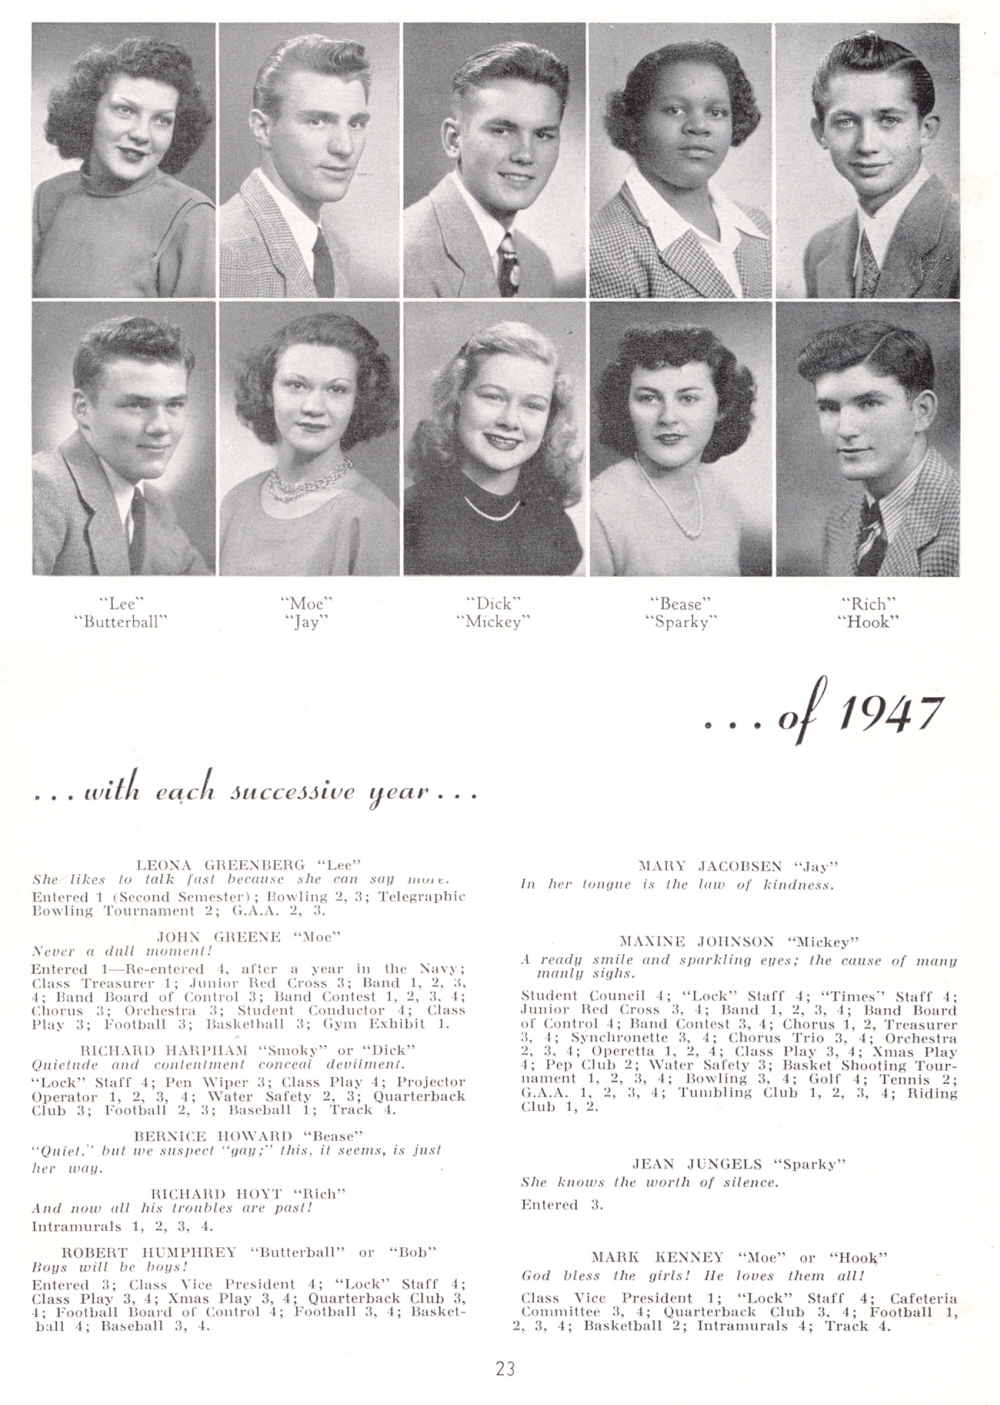 “Lee” “Moe” “Dick” “Bease” “Rich”
“Butterball” “Jay” “Mickey” “Sparky” “Hook”
...of 1947
...with each successive year...
LEONA GREENBERG “Lee”
She likes to talk fast because she can say more.
Entered 1 (Second Semester); Bowling 2, 3; Telegraphic
Bowling Tournament 2; G.A.A. 2, 3.
JOHN GREENE “Moe”
Never a dull moment!
Entered 1—Re-entered 4, after a year in the Navy;
Class Treasurer 1; Junior Red Cross 3; Band 1, 2, 3,
4; Band Board of Control 3; Band Contest 1, 2, 3, 4;
Chorus 3; Orchestra 3; Student Conductor 4; Class
Play 3; Football 3; Basketball 3; Gym Exhibit 1.
RICHARD HARPHAM “Smoky” or “Dick”
Quietude and contentment conceal devilment.
“Lock” Staff 4; Pen Wiper 3; Class Play 4; Projector
Operator 1, 2, 3, 4; Water Safety 2, 3; Quarterback
Club 3; Football 2, 3; Baseball 1; Track 4.
BERNICE HOWARD “Bease”
“Quiet,” but we suspect “gay;” this, it seems, is just
her way.
RICHARD HOYT “Rich”
And now all his troubles are past!
Intramurals 1, 2, 3, 4.
ROBERT HUMPHREY “Butterball” or “Bob”
Boys will be boys!
Entered 3; Class Vice President 4; “Lock” Staff 4;
Class Play 3, 4; Xmas Play 3, 4; Quarterback Club 3,
4; Football Board of Control 4; Football 3, 4; Basket-
ball 4; Baseball 3, 4.
MARY JACOBSEN “Jay”
In her tongue is the law of kindness.
MAXINE JOHNSON “Mickey”
A ready smile and sparkling eyes; the cause of many
manly sighs.
Student Council 4; “Lock” Staff 4; “Times” Staff 4;
Junior Red Cross 3, 4; Band 1, 2, 3, 4; Band Board
of Control 4; Band Contest 3, 4; Chorus 1, 2, Treasurer
3, 4; Synchronette 3, 4; Chorus Trio 3, 4; Orchestra
2, 3, 4; Operetta 1, 2, 4; Class Play 3, 4; Xmas Play
4; Pep Club 2; Water Safety 3; Basket Shooting Tour-
nament 1, 2, 3, 4; Bowling 3, 4; Golf 4; Tennis 2;
G.A.A. 1, 2, 3, 4; Tumbling Club 1, 2, 3, 4; Riding
Club 1, 2.
JEAN JUNGELS “Sparky”
She knows the worth of silence.
Entered 3.
MARK KENNEY “Moe” or “Hook”
God bless the girls! He loves them all!
Class Vice President 1; “Lock” Staff 4; Cafeteria
Committee 3, 4; Quarterback Club 3, 4; Football 1,
2, 3, 4; Basketball 2; Intramurals 4; Track 4.
23